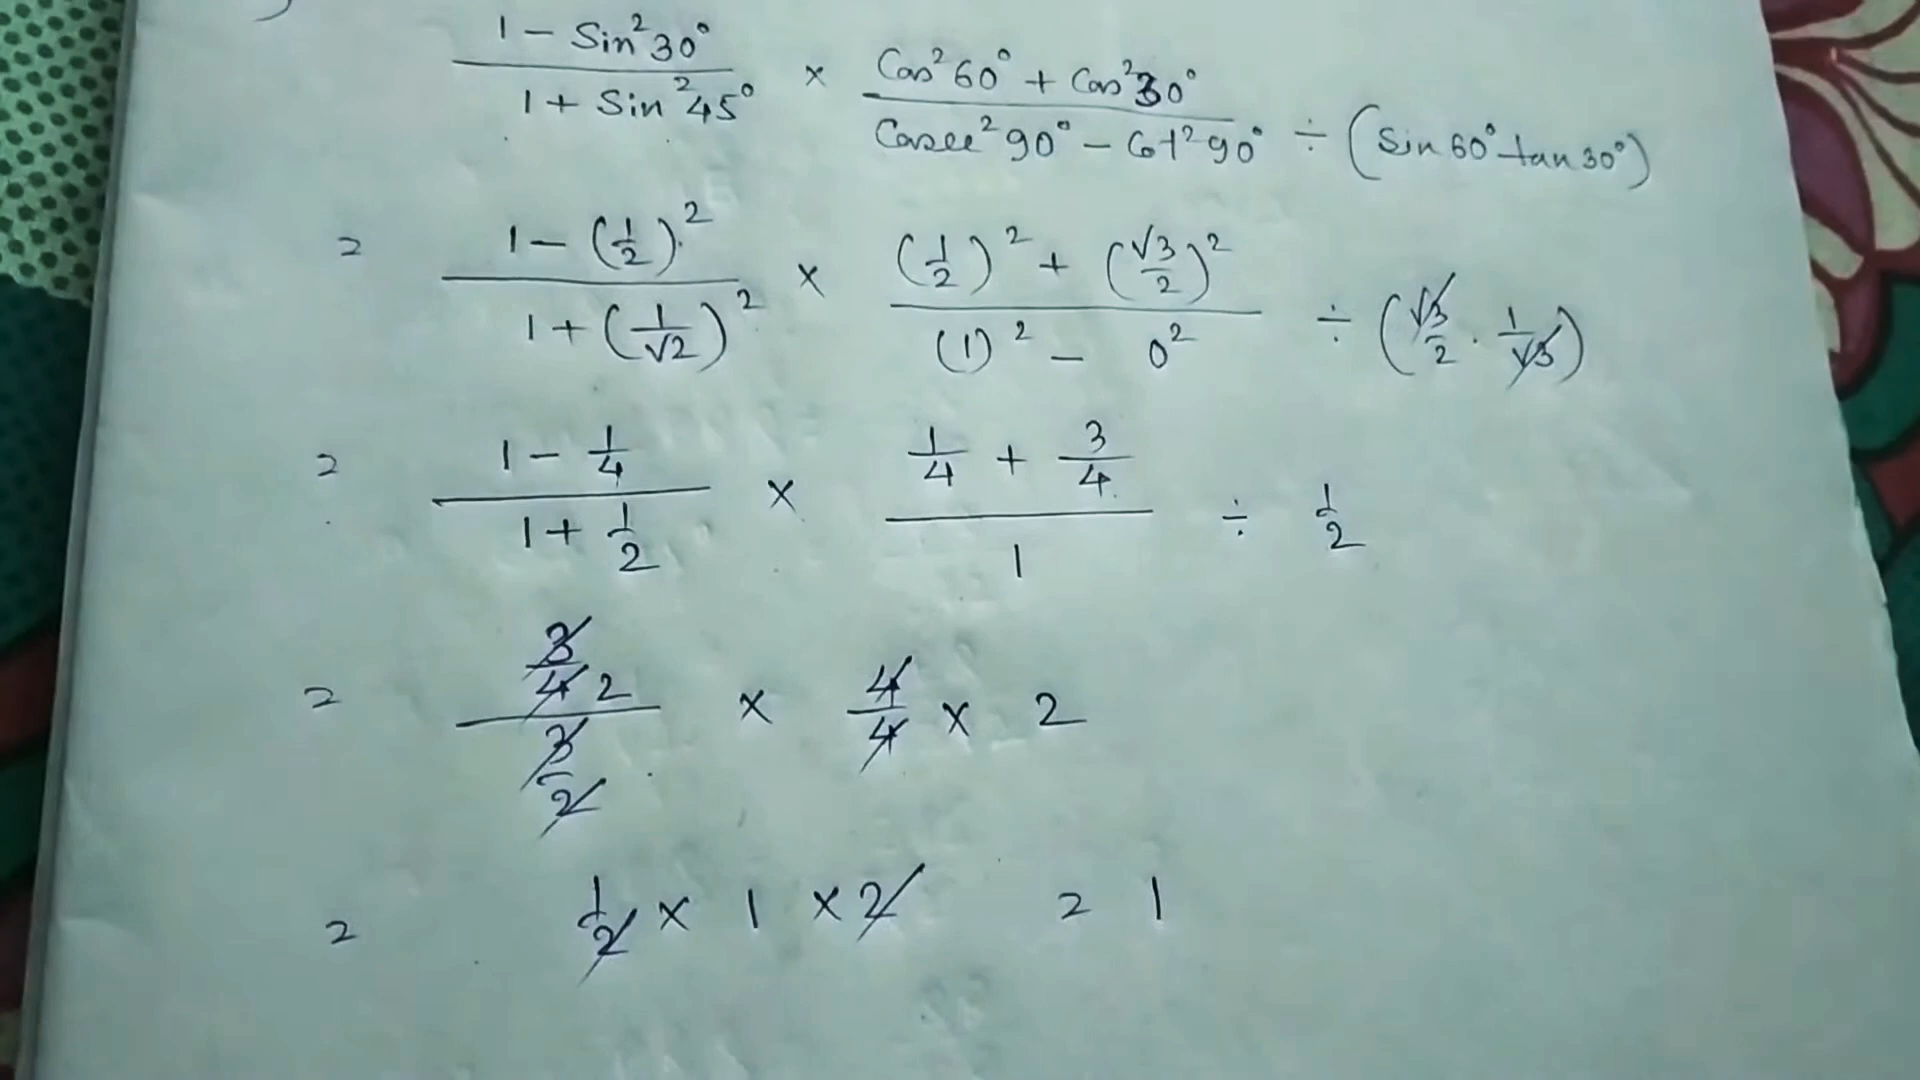 (1 - Sin²30°)/(1 + Sin²45°) × (Cos²60° + Cos²30°)/(Cosec²90° - Cot²90°) ÷ (Sin 60° tan 30°)
= (1 - (1/2)²)/(1 + (1/√2)²) × ((1/2)² + (√3/2)²)/((1)² - 0²) ÷ (√3/2 · 1/√3)
= (1 - 1/4)/(1 + 1/2) × (1/4 + 3/4)/1 ÷ 1/2
= (3/4 2)/(3/2) × 4/4 × 2
= 1/2 × 1 × 2 = 1